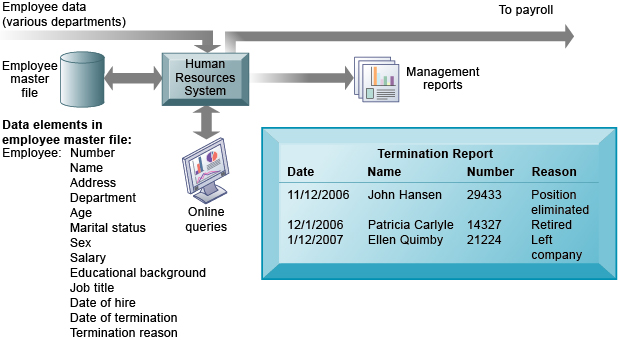 Employee data
(various departments)
To payroll
Employee
master
file
Human
Resources
System
Management
reports
Online
queries
Data elements in
employee master file:
Employee: Number
Name
Address
Department
Age
Marital status
Sex
Salary
Educational background
Job title
Date of hire
Date of termination
Termination reason
Termination Report
Date Name Number Reason
11/12/2006 John Hansen 29433 Position
eliminated
12/1/2006 Patricia Carlyle 14327 Retired
1/12/2007 Ellen Quimby 21224 Left
company